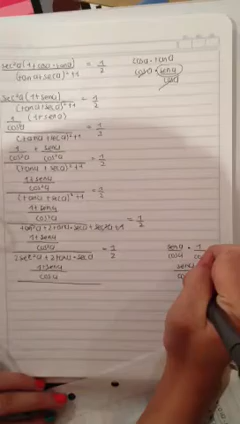 sec²a(1+cosa·tana) / (tana+seca)²+1 = 1/2
cosa·tana
cosa · sena/cosa
sec²a(1+sena) / (tana+seca)²+1 = 1/2
1/cos²a (1+sena) / (tana+seca)²+1 = 1/2
1/cos²a + sena/cos²a / (tana+seca)²+1 = 1/2
1+sena/cos²a / (tana+seca)²+1 = 1/2
1+sena/cos²a / tan²a+2tana·seca+sec²a+1 = 1/2
1+sena/cos²a / 2sec²a+2tana·seca = 1/2
1+sena/cos²a
sena/cosa · 1
sena